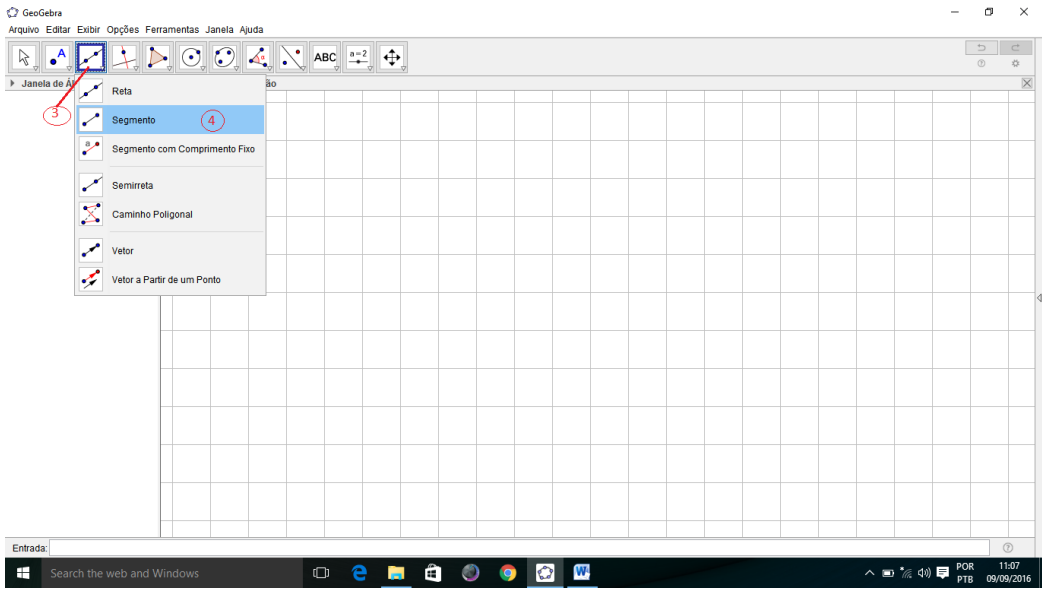 GeoGebra
Arquivo Editar Exibir Opções Ferramentas Janela Ajuda
A
α
ABC
a=2
Janela de Á
ão
3
Reta
Segmento
4
a
Segmento com Comprimento Fixo
Semirreta
Caminho Poligonal
Vetor
Vetor a Partir de um Ponto
Entrada:
Search the web and Windows
POR 11:07
PTB 09/09/2016